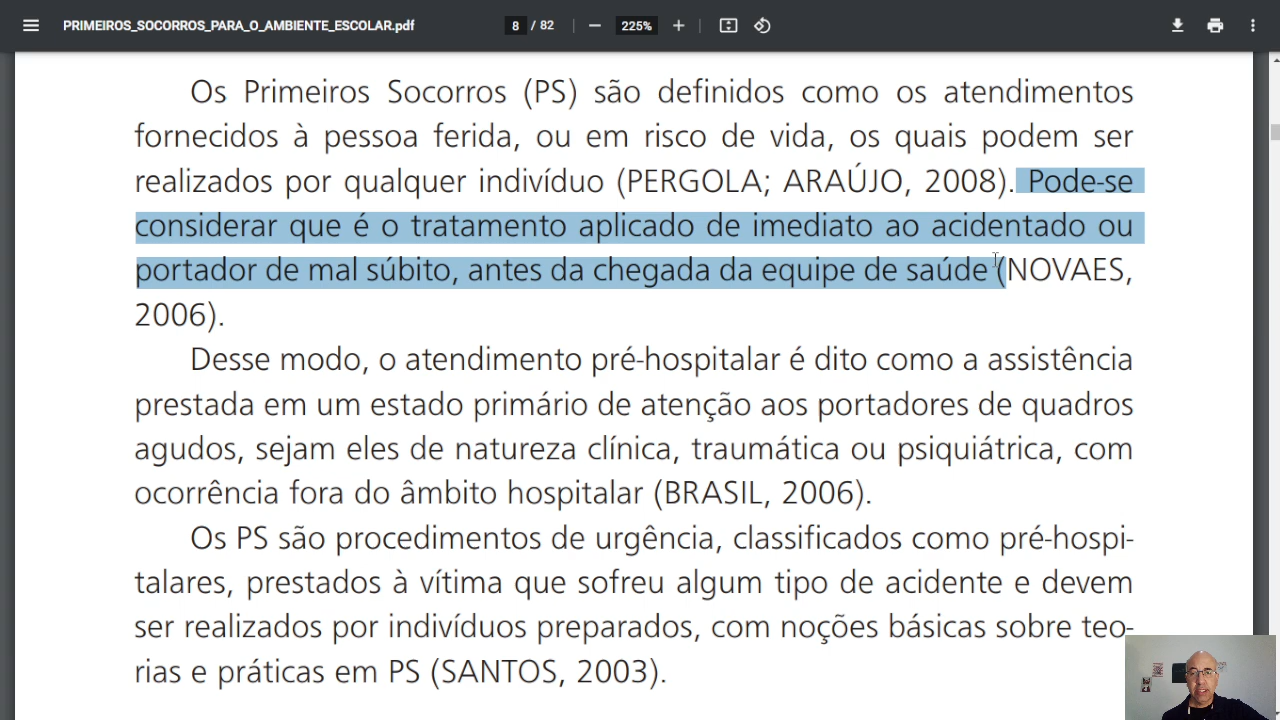 PRIMEIROS_SOCORROS_PARA_O_AMBIENTE_ESCOLAR.pdf
8 / 82
225%
Os Primeiros Socorros (PS) são definidos como os atendimentos
fornecidos à pessoa ferida, ou em risco de vida, os quais podem ser
realizados por qualquer indivíduo (PERGOLA; ARAÚJO, 2008). Pode-se
considerar que é o tratamento aplicado de imediato ao acidentado ou
portador de mal súbito, antes da chegada da equipe de saúde (NOVAES,
2006).
Desse modo, o atendimento pré-hospitalar é dito como a assistência
prestada em um estado primário de atenção aos portadores de quadros
agudos, sejam eles de natureza clínica, traumática ou psiquiátrica, com
ocorrência fora do âmbito hospitalar (BRASIL, 2006).
Os PS são procedimentos de urgência, classificados como pré-hospi-
talares, prestados à vítima que sofreu algum tipo de acidente e devem
ser realizados por indivíduos preparados, com noções básicas sobre teo-
rias e práticas em PS (SANTOS, 2003).